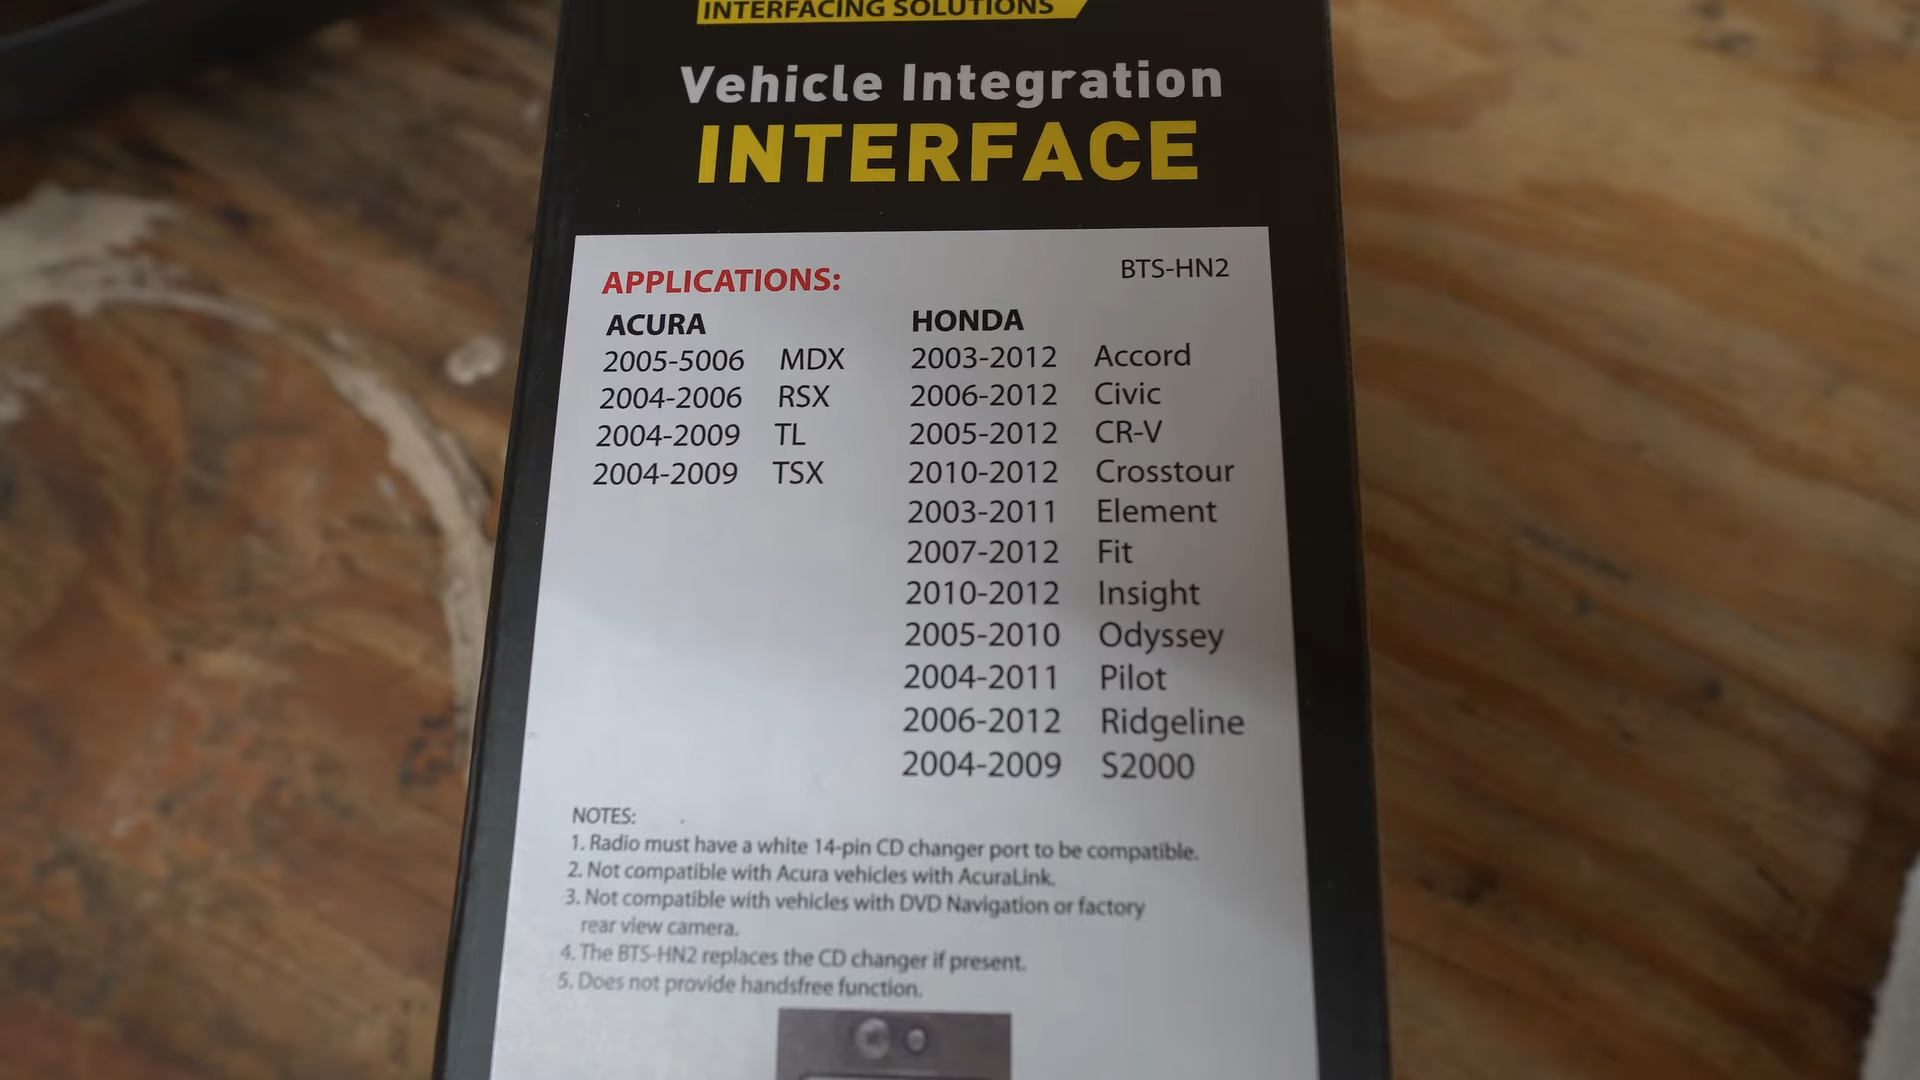 INTERFACING SOLUTIONS
Vehicle Integration
INTERFACE
APPLICATIONS:
BTS-HN2
ACURA
2005-5006 MDX
2004-2006 RSX
2004-2009 TL
2004-2009 TSX
HONDA
2003-2012 Accord
2006-2012 Civic
2005-2012 CR-V
2010-2012 Crosstour
2003-2011 Element
2007-2012 Fit
2010-2012 Insight
2005-2010 Odyssey
2004-2011 Pilot
2006-2012 Ridgeline
2004-2009 S2000
NOTES:
1. Radio must have a white 14-pin CD changer port to be compatible.
2. Not compatible with Acura vehicles with AcuraLink.
3. Not compatible with vehicles with DVD Navigation or factory
rear view camera.
4. The BTS-HN2 replaces the CD changer if present.
5. Does not provide handsfree function.